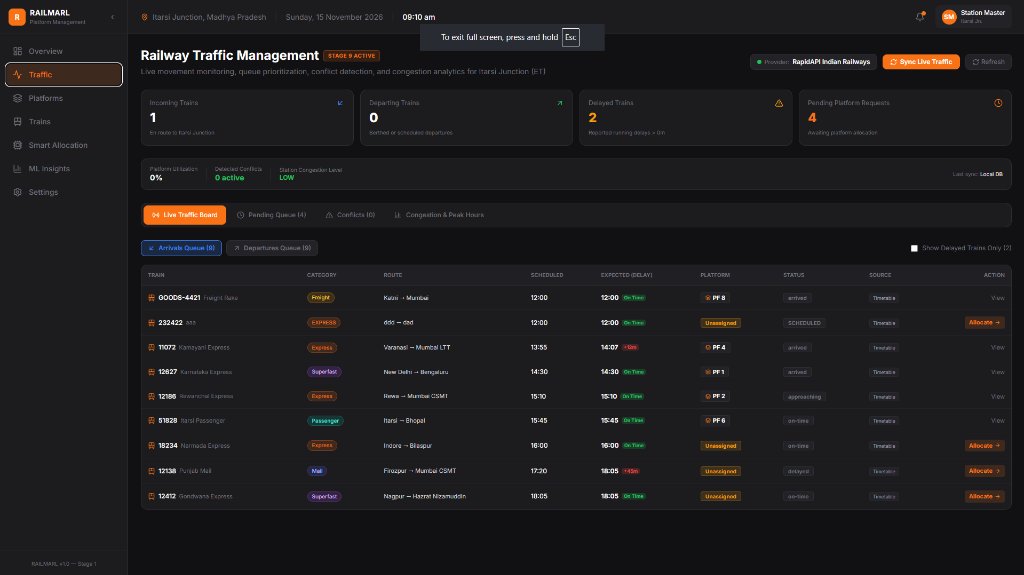 R RAILMARL
Platform Management
Itarsi Junction, Madhya Pradesh Sunday, 15 November 2026 09:10 am
SM Station Master
Itarsi Jn.
To exit full screen, press and hold Esc
Overview
Traffic
Platforms
Trains
Smart Allocation
ML Insights
Settings
RAILMARL v1.0 — Stage 1
Railway Traffic Management STAGE 9 ACTIVE
Live movement monitoring, queue prioritization, conflict detection, and congestion analytics for Itarsi Junction (ET)
Provider: RapidAPI Indian Railways Sync Live Traffic Refresh
Incoming Trains
1
En route to Itarsi Junction
Departing Trains
0
Berthed or scheduled departures
Delayed Trains
2
Reported running delays > 0m
Pending Platform Requests
4
Awaiting platform allocation
Platform Utilization
0%
Detected Conflicts
0 active
Station Congestion Level
LOW
Last sync: Local DB
Live Traffic Board Pending Queue (4) Conflicts (0) Congestion & Peak Hours
Arrivals Queue (9) Departures Queue (9) Show Delayed Trains Only (2)
TRAIN CATEGORY ROUTE SCHEDULED EXPECTED (DELAY) PLATFORM STATUS SOURCE ACTION
GOODS-4421 Freight Rake Freight Katni → Mumbai 12:00 12:00 On Time PF 8 arrived Timetable View
232422 aaa EXPRESS ddd → dad 12:00 12:00 On Time Unassigned SCHEDULED Timetable Allocate →
11072 Kamayani Express Express Varanasi → Mumbai LTT 13:55 14:07 +12m PF 4 arrived Timetable View
12627 Karnataka Express Superfast New Delhi → Bengaluru 14:30 14:30 On Time PF 1 arrived Timetable View
12186 Rewanchal Express Express Rewa → Mumbai CSMT 15:10 15:10 On Time PF 2 approaching Timetable View
51828 Itarsi Passenger Passenger Itarsi → Bhopal 15:45 15:45 On Time PF 6 on-time Timetable View
18234 Narmada Express Express Indore → Bilaspur 16:00 16:00 On Time Unassigned on-time Timetable Allocate →
12138 Punjab Mail Mail Firozpur → Mumbai CSMT 17:20 18:05 +45m Unassigned delayed Timetable Allocate →
12412 Gondwana Express Superfast Nagpur → Hazrat Nizamuddin 18:05 18:05 On Time Unassigned on-time Timetable Allocate →